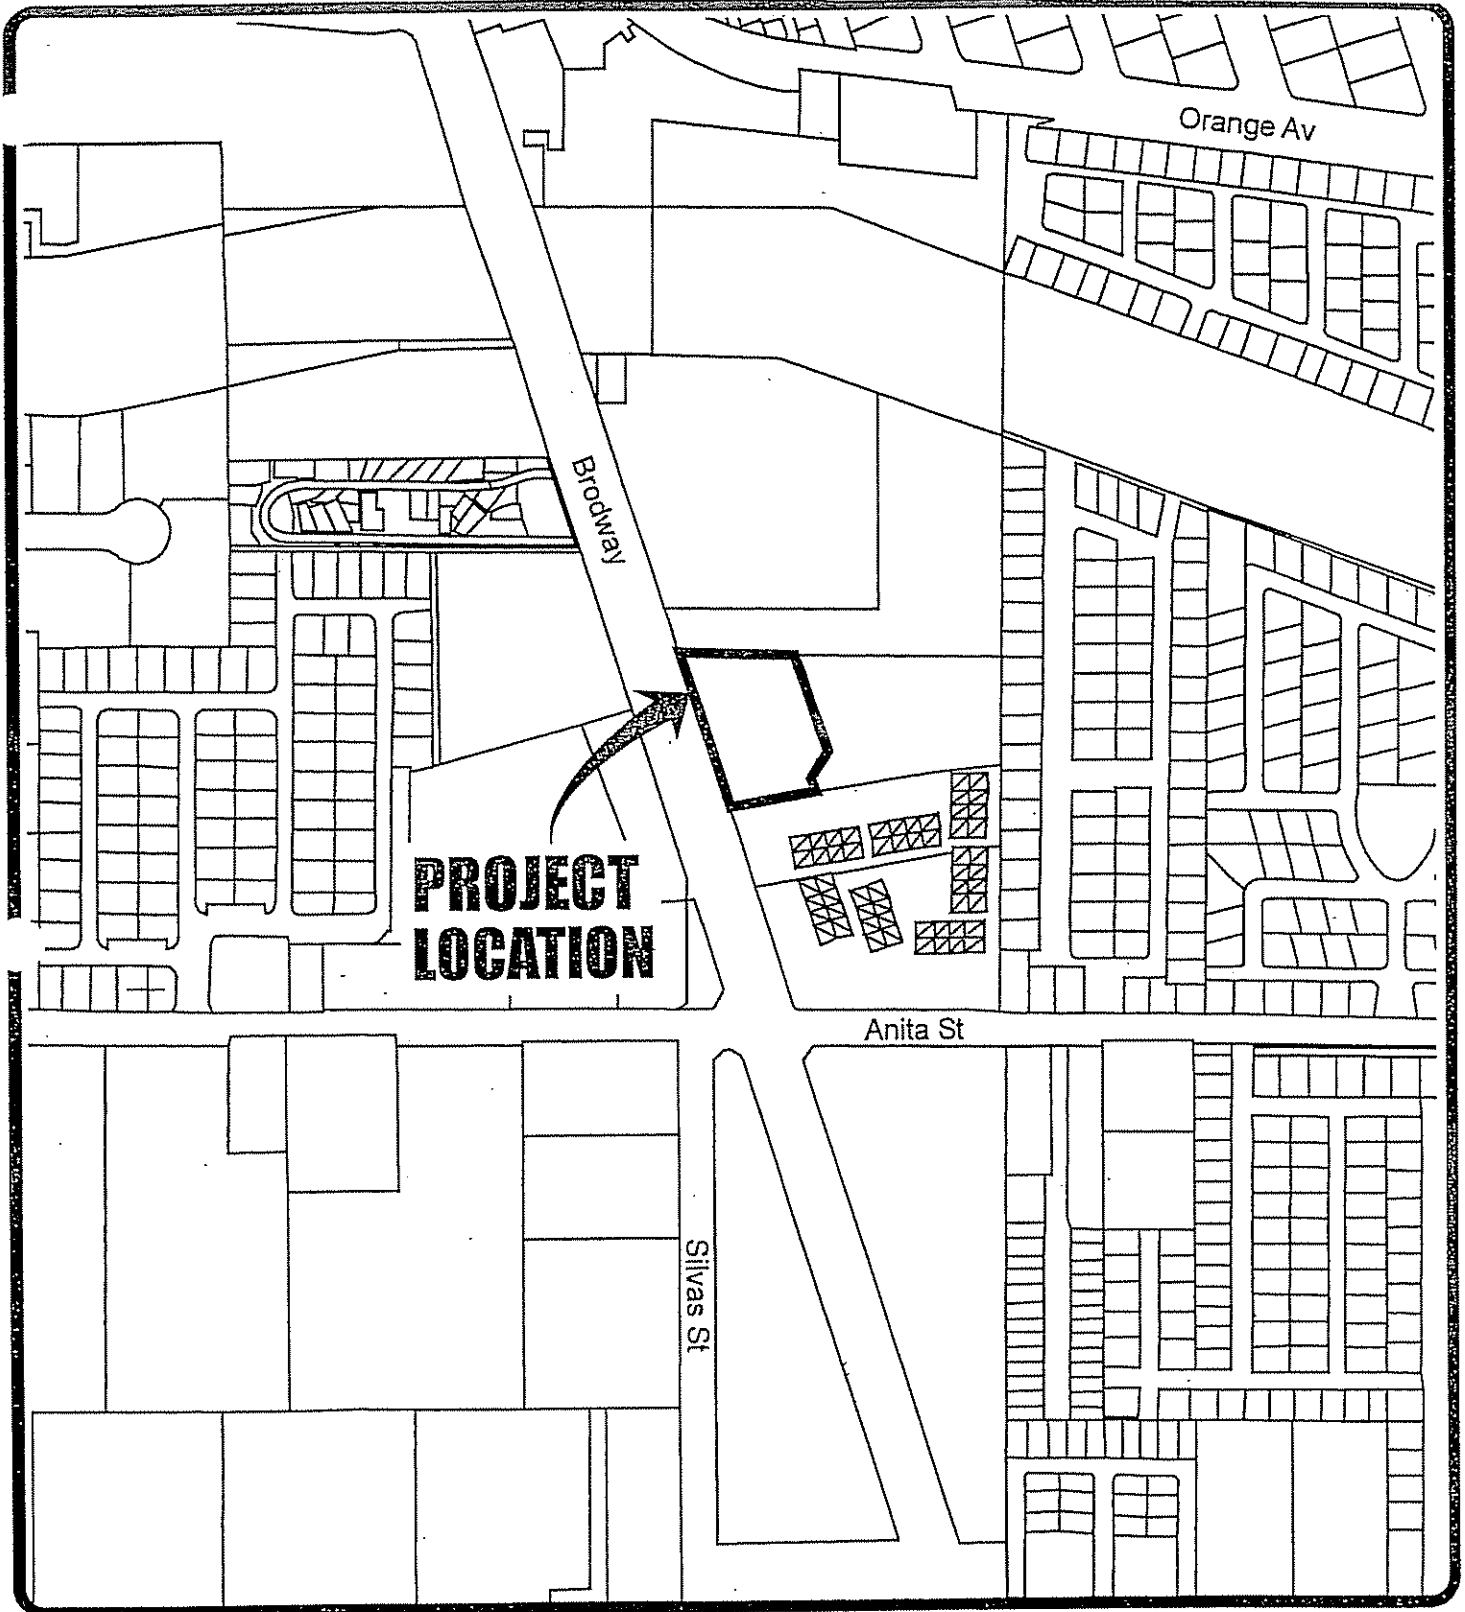 Orange Av
Brodway
PROJECT
LOCATION
Anita St
Silvas St